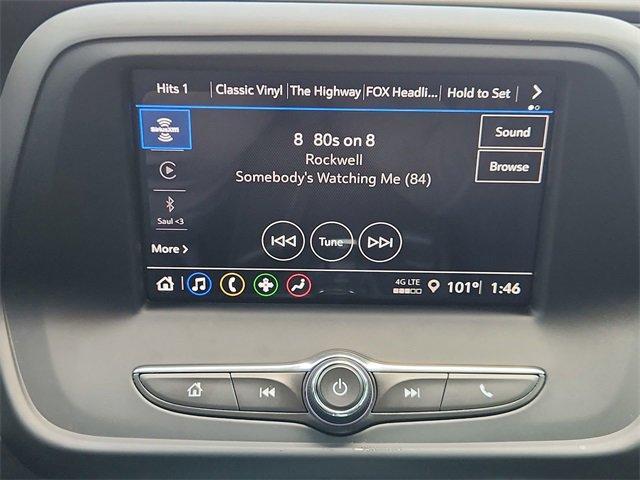 Hits 1 Classic Vinyl The Highway FOX Headli... Hold to Set
SiriusXM
8 80s on 8
Rockwell
Somebody's Watching Me (84)
Sound
Browse
Saul <3
More
Tune
4G LTE
101° 1:46